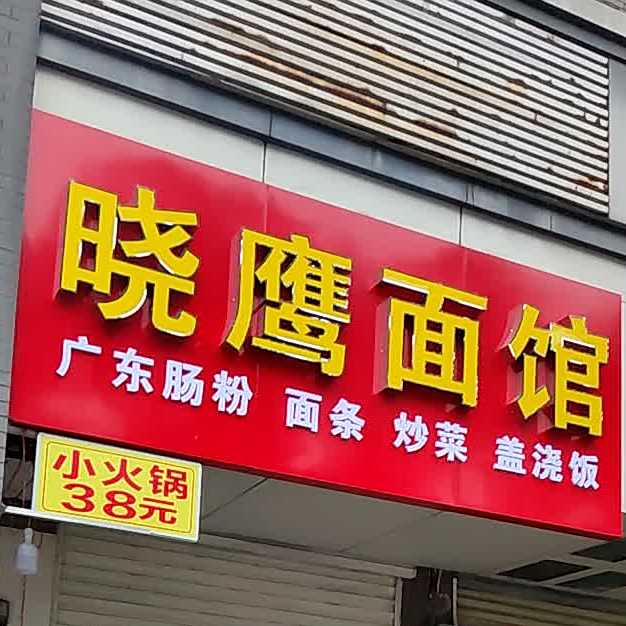 晓鹰面馆
广东肠粉 面条 炒菜 盖浇饭
小火锅
38元